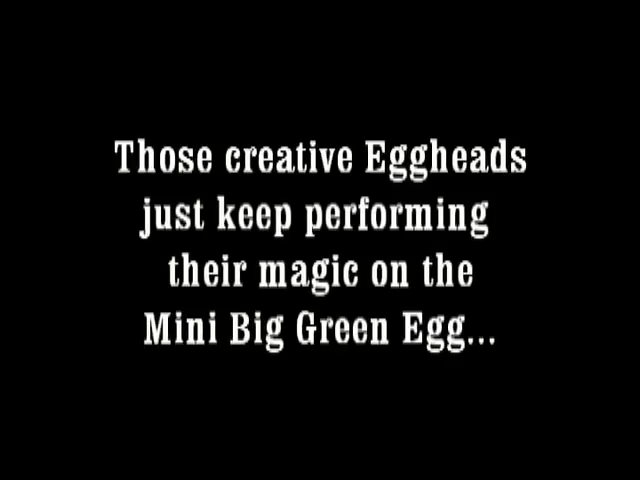 Those creative Eggheads
just keep performing
their magic on the
Mini Big Green Egg...